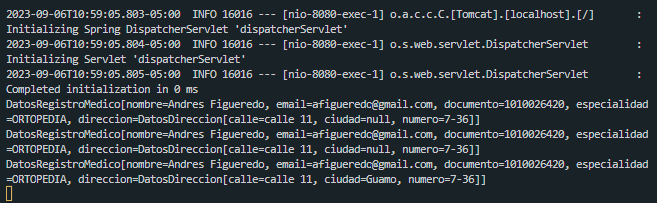 2023-09-06T10:59:05.803-05:00  INFO 16016 --- [nio-8080-exec-1] o.a.c.c.C.[Tomcat].[localhost].[/]       :
Initializing Spring DispatcherServlet 'dispatcherServlet'
2023-09-06T10:59:05.804-05:00  INFO 16016 --- [nio-8080-exec-1] o.s.web.servlet.DispatcherServlet        :
Initializing Servlet 'dispatcherServlet'
2023-09-06T10:59:05.805-05:00  INFO 16016 --- [nio-8080-exec-1] o.s.web.servlet.DispatcherServlet        :
Completed initialization in 0 ms
DatosRegistroMedico[nombre=Andres Figueredo, email=afigueredc@gmail.com, documento=1010026420, especialidad
=ORTOPEDIA, direccion=DatosDireccion[calle=calle 11, ciudad=null, numero=7-36]]
DatosRegistroMedico[nombre=Andres Figueredo, email=afigueredc@gmail.com, documento=1010026420, especialidad
=ORTOPEDIA, direccion=DatosDireccion[calle=calle 11, ciudad=null, numero=7-36]]
DatosRegistroMedico[nombre=Andres Figueredo, email=afigueredc@gmail.com, documento=1010026420, especialidad
=ORTOPEDIA, direccion=DatosDireccion[calle=calle 11, ciudad=Guamo, numero=7-36]]